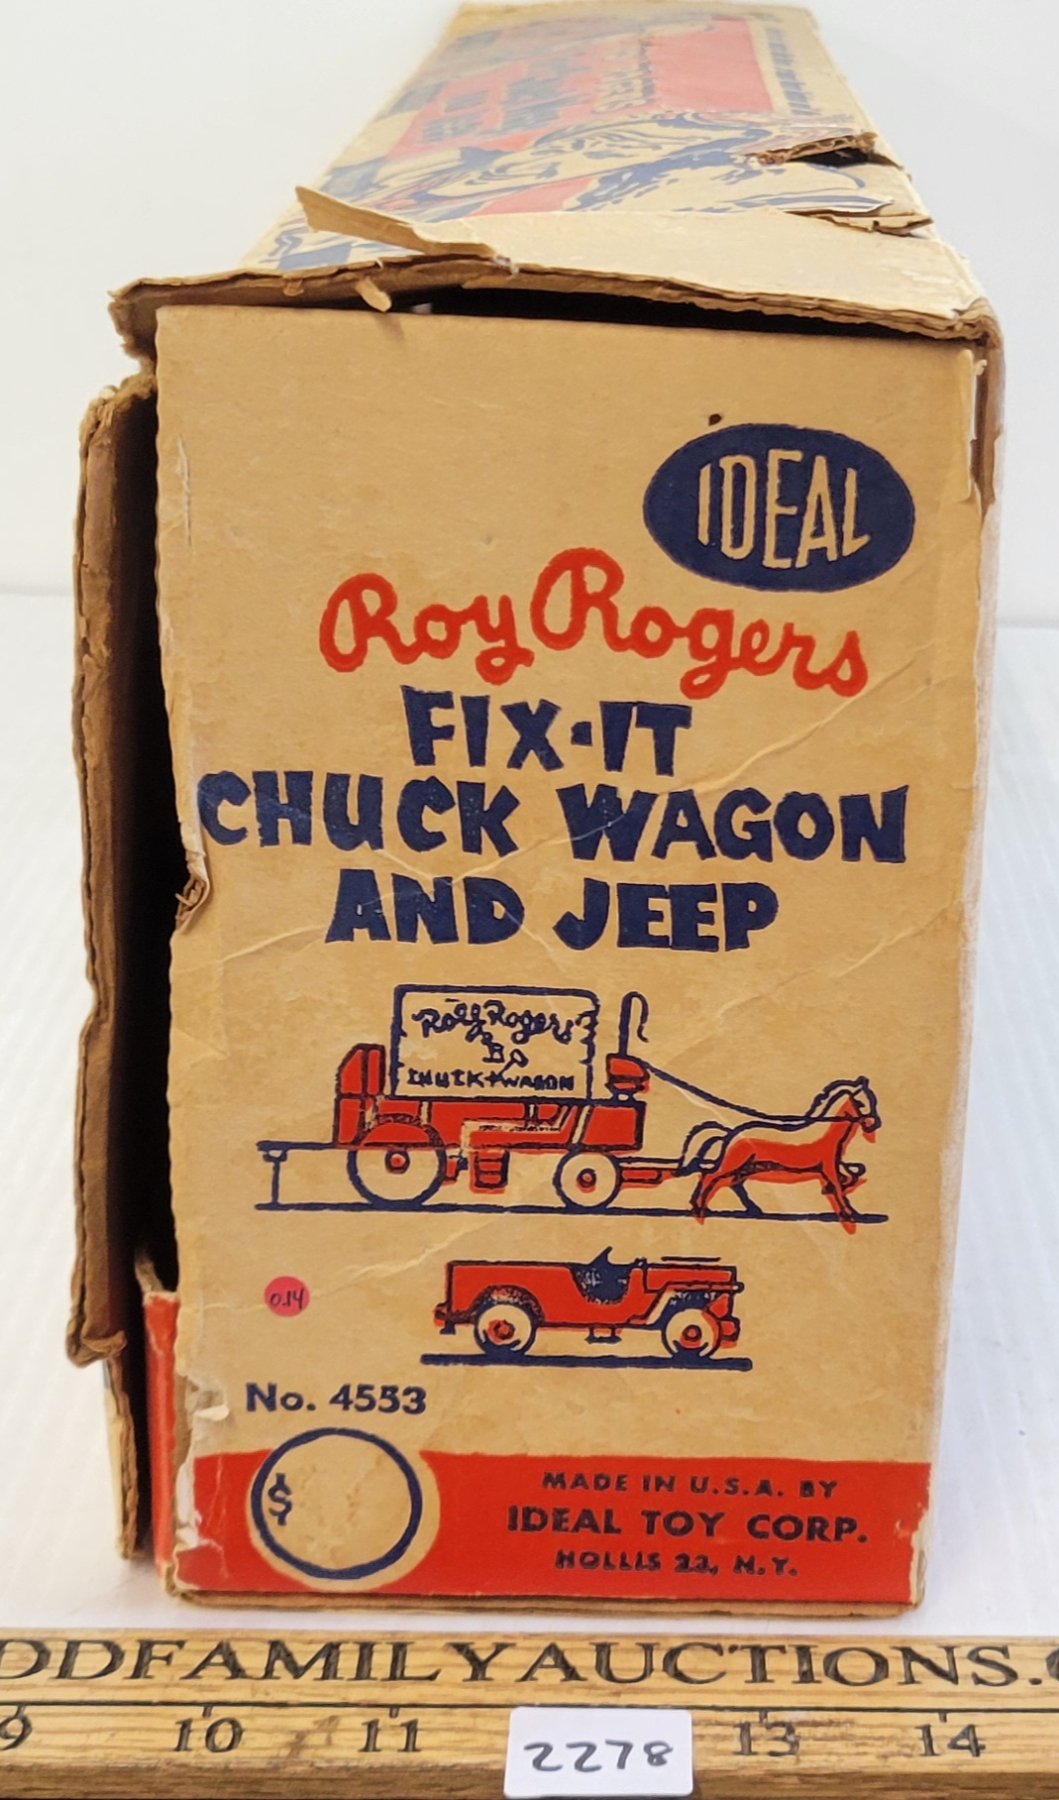 IDEAL
Roy Rogers
FIX-IT
CHUCK WAGON
AND JEEP
Roy Rogers
CHUCK WAGON
0.14
No. 4553
$
MADE IN U.S.A. BY
IDEAL TOY CORP.
HOLLIS 23, N.Y.
DDFAMILYAUCTIONS.
9 10 11 13 14
2278